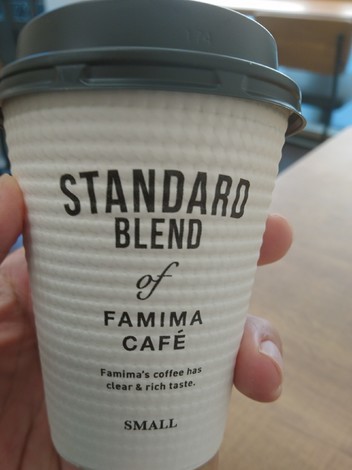 STANDARD
BLEND
of
FAMIMA
CAFÉ
Famima's coffee has
clear & rich taste.
SMALL